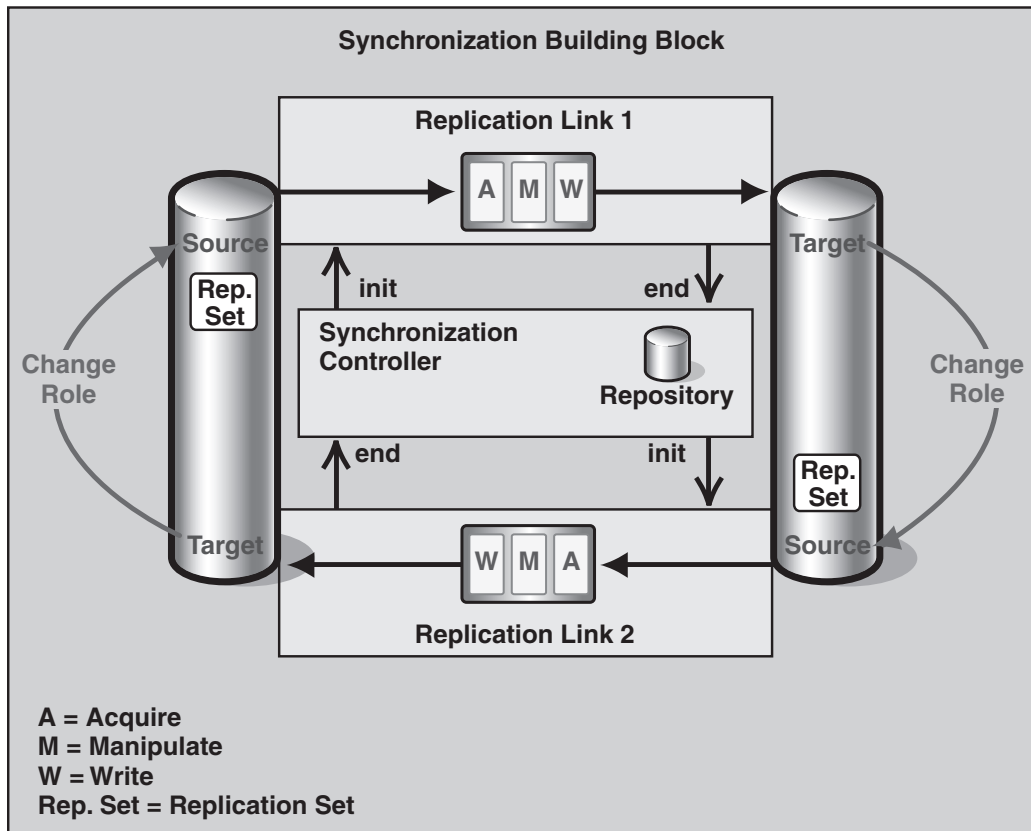 Synchronization Building Block
Replication Link 1
A M W
Source
Target
Rep.
Set
init
end
Synchronization
Controller
Repository
Change
Role
Change
Role
end
init
Rep.
Set
Target
Source
W M A
Replication Link 2
A = Acquire
M = Manipulate
W = Write
Rep. Set = Replication Set